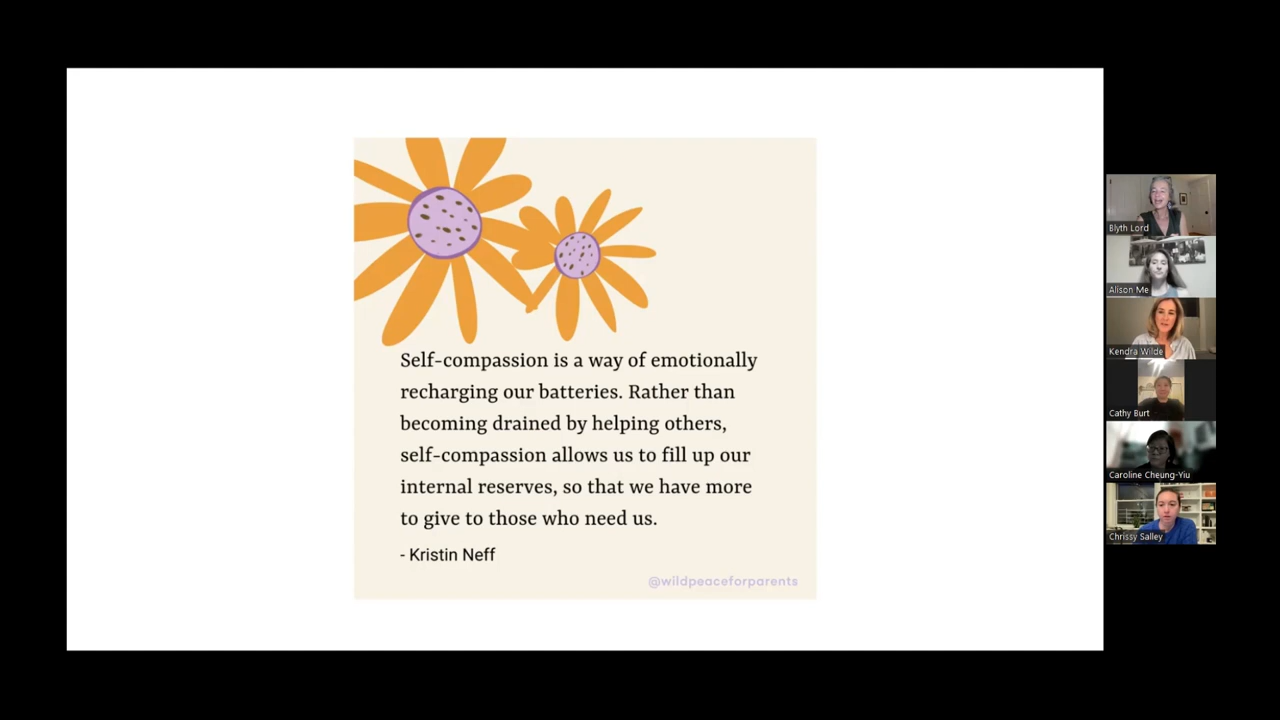 Self-compassion is a way of emotionally
recharging our batteries. Rather than
becoming drained by helping others,
self-compassion allows us to fill up our
internal reserves, so that we have more
to give to those who need us.
- Kristin Neff
@wildpeaceforparents
Blyth Lord
Alison Me
Kendra Wilde
Cathy Burt
Caroline Cheung-Yiu
Chrissy Salley